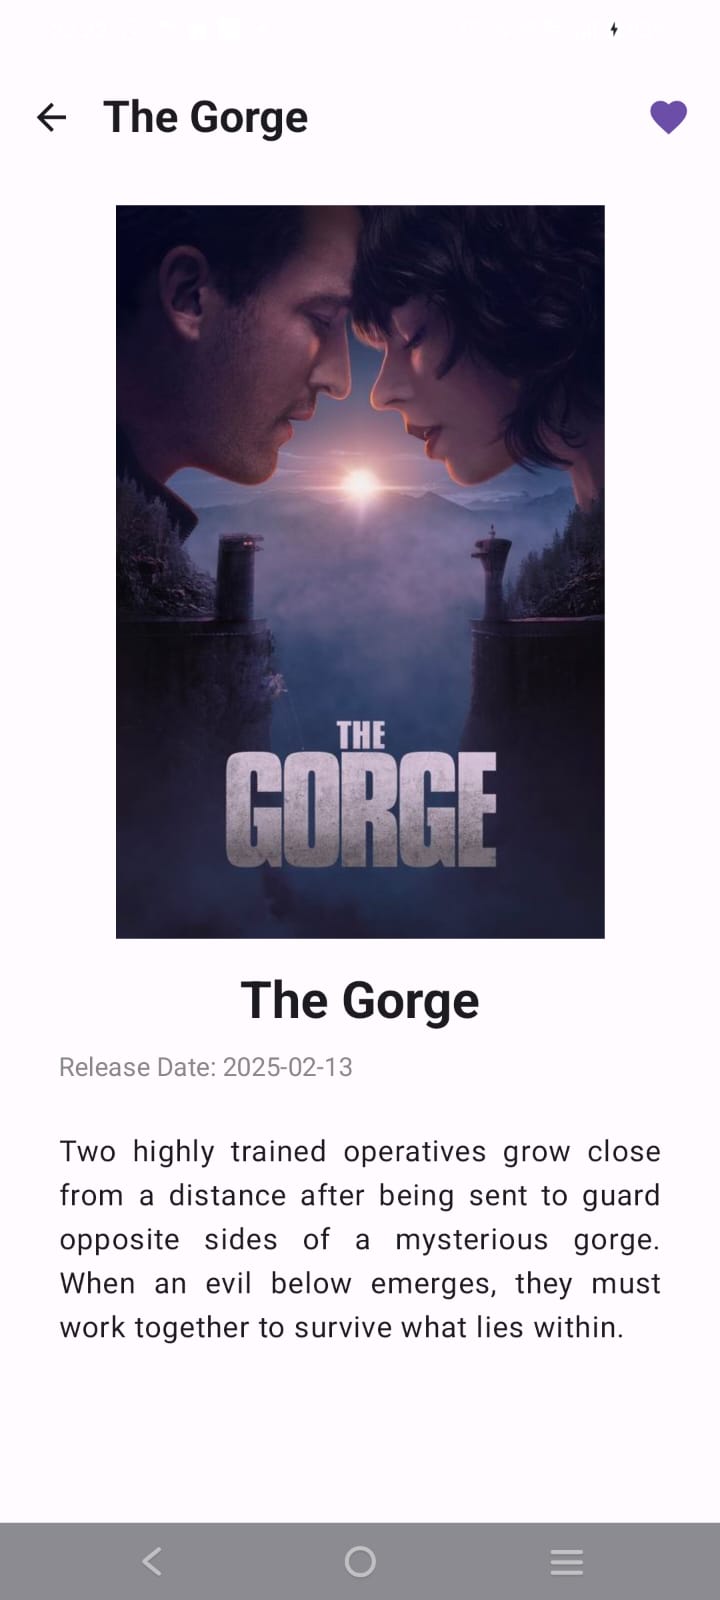 The Gorge
THE
GORGE
The Gorge
Release Date: 2025-02-13
Two highly trained operatives grow close
from a distance after being sent to guard
opposite sides of a mysterious gorge.
When an evil below emerges, they must
work together to survive what lies within.